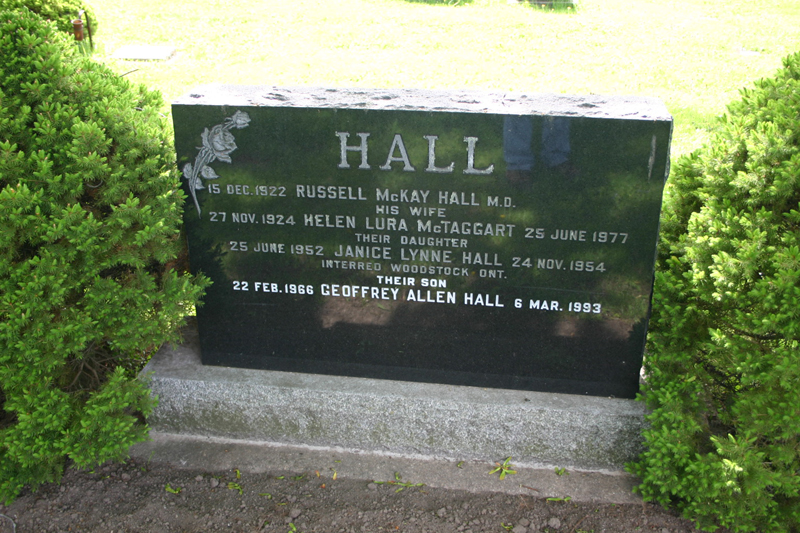 HALL
15 DEC. 1922 RUSSELL McKAY HALL M.D.
HIS WIFE
27 NOV. 1924 HELEN LURA McTAGGART 25 JUNE 1977
THEIR DAUGHTER
25 JUNE 1952 JANICE LYNNE HALL 24 NOV. 1954
INTERRED WOODSTOCK ONT.
THEIR SON
22 FEB. 1966 GEOFFREY ALLEN HALL 6 MAR. 1993